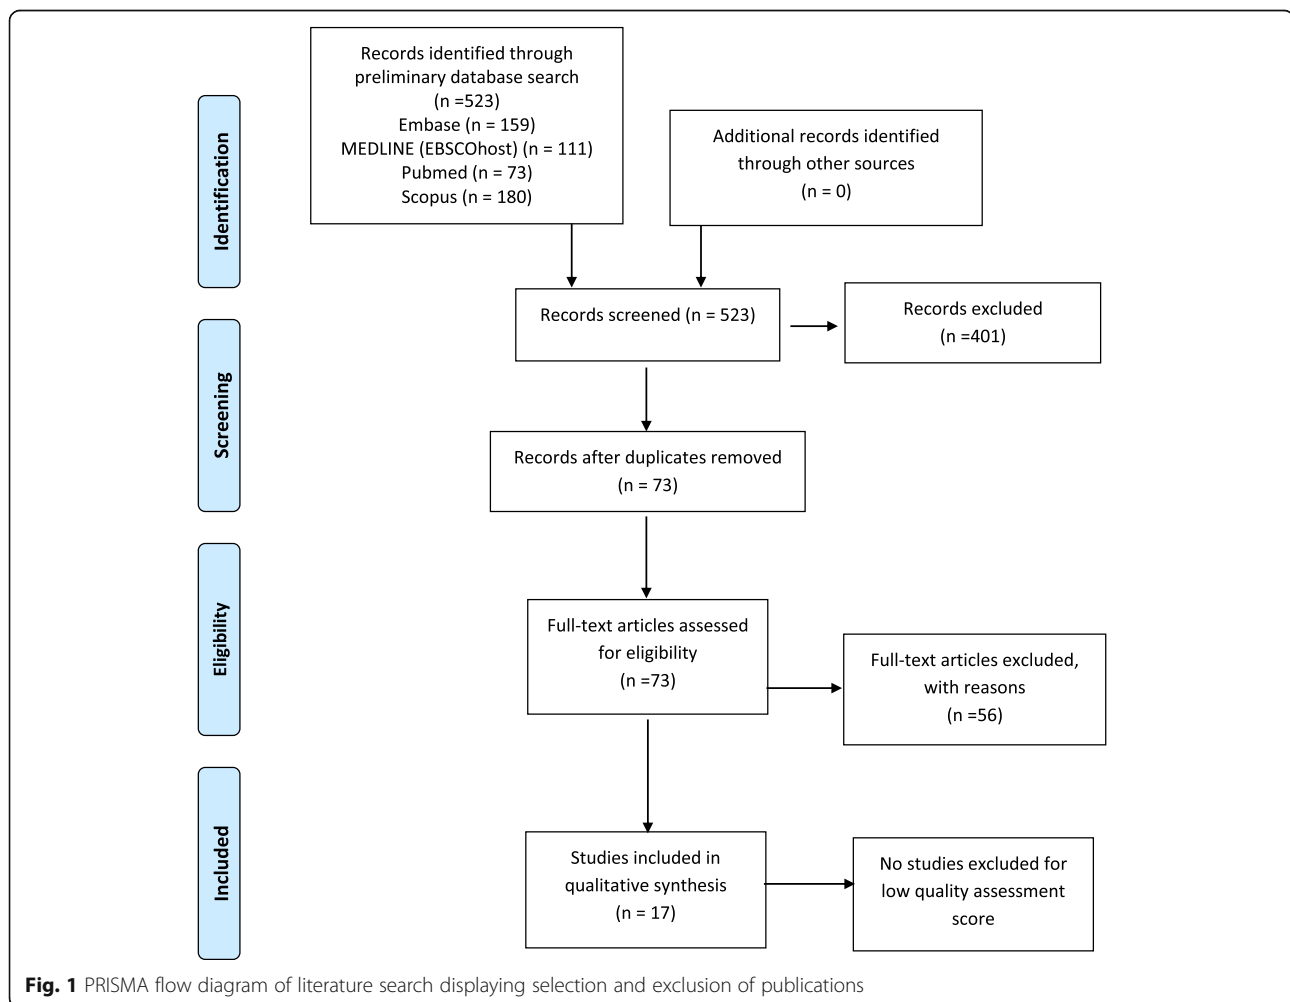 Records identified through
preliminary database search
(n =523)
Embase (n = 159)
MEDLINE (EBSCOhost) (n = 111)
Pubmed (n = 73)
Scopus (n = 180)
Additional records identified
through other sources
(n = 0)
Identification
Records screened (n = 523)
Records excluded
(n =401)
Screening
Records after duplicates removed
(n = 73)
Eligibility
Full-text articles assessed
for eligibility
(n =73)
Full-text articles excluded,
with reasons
(n =56)
Included
Studies included in
qualitative synthesis
(n = 17)
No studies excluded for
low quality assessment
score
Fig. 1 PRISMA flow diagram of literature search displaying selection and exclusion of publications